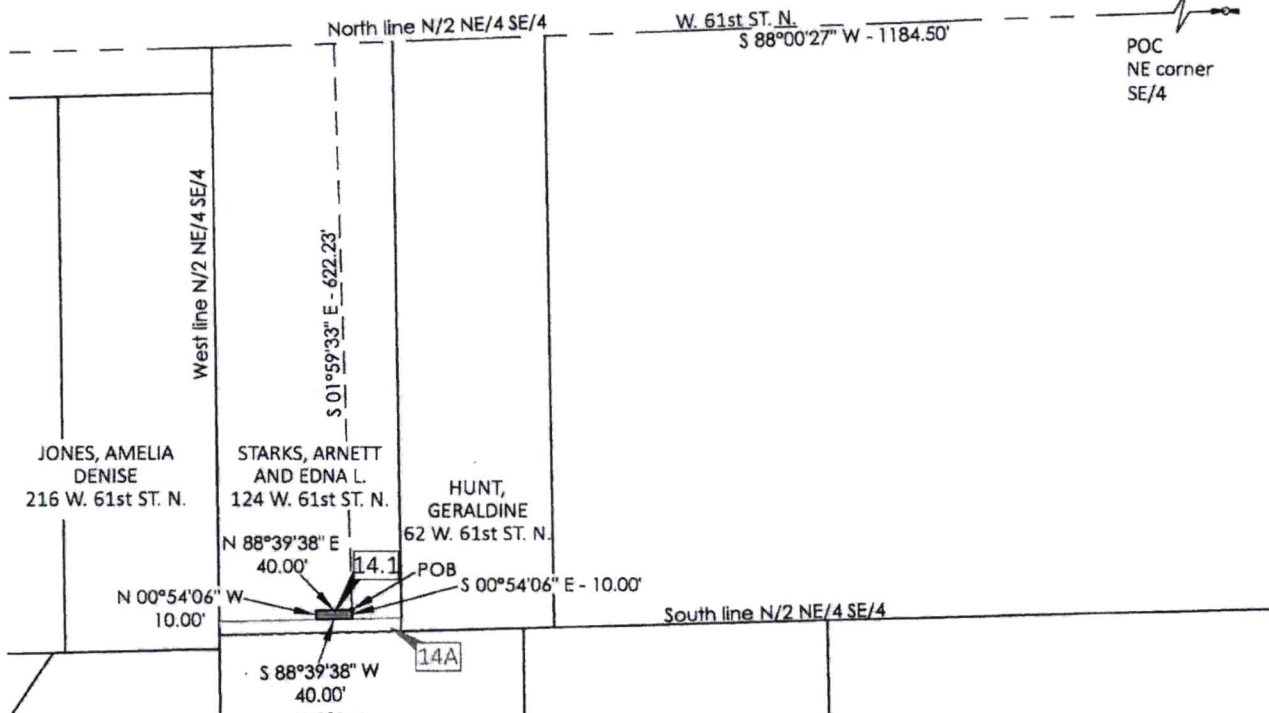 North line N/2 NE/4 SE/4
W. 61st ST. N.
S 88°00'27" W - 1184.50'
POC
NE corner
SE/4
West line N/2 NE/4 SE/4
S 01°59'33" E - 622.23'
JONES, AMELIA
DENISE
216 W. 61st ST. N.
STARKS, ARNETT
AND EDNA L.
124 W. 61st ST. N.
HUNT,
GERALDINE
62 W. 61st ST. N.
N 88°39'38" E
40.00'
14.1
POB
S 00°54'06" E - 10.00'
N 00°54'06" W
10.00'
South line N/2 NE/4 SE/4
14A
S 88°39'38" W
40.00'